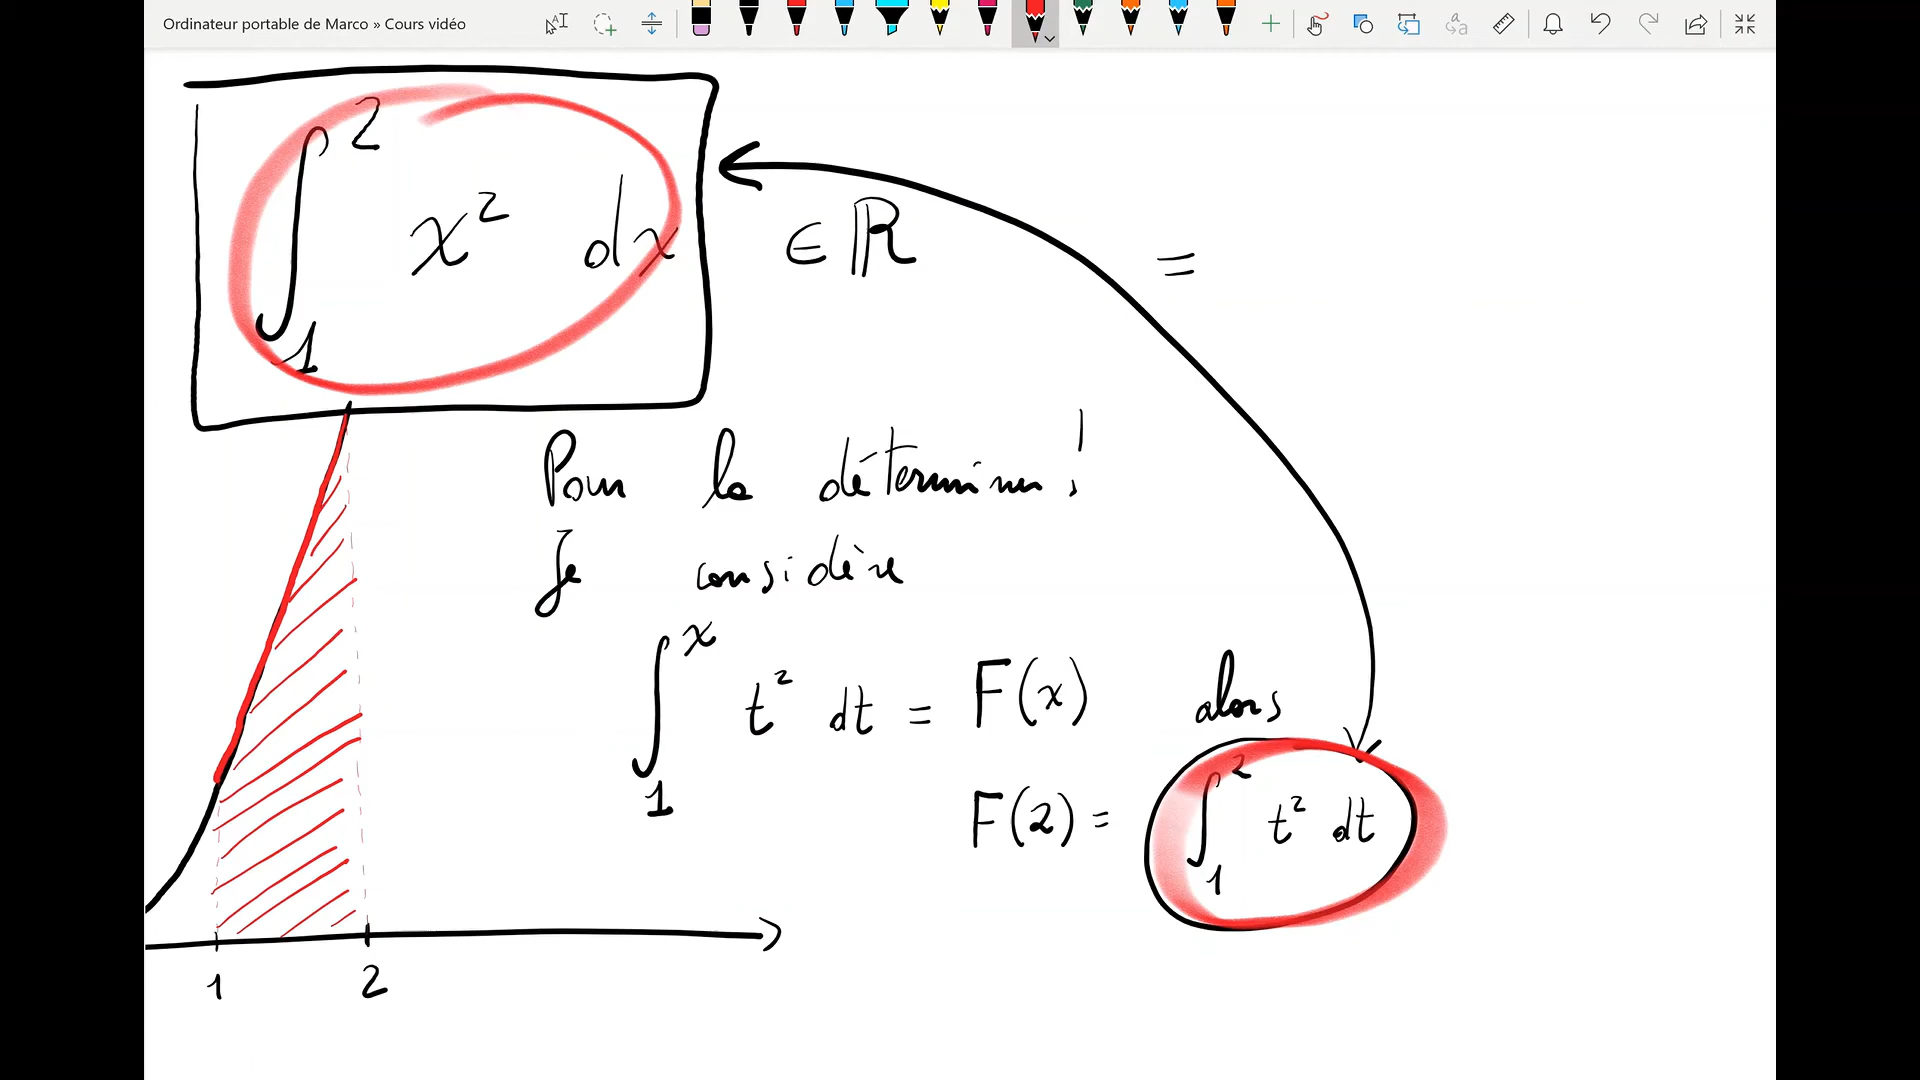 Ordinateur portable de Marco » Cours vidéo
∫₁² x² dx ∈ ℝ =
Pour la déterminer !
Je considère
∫₁ˣ t² dt = F(x) alors
F(2) = ∫₁² t² dt
1 2